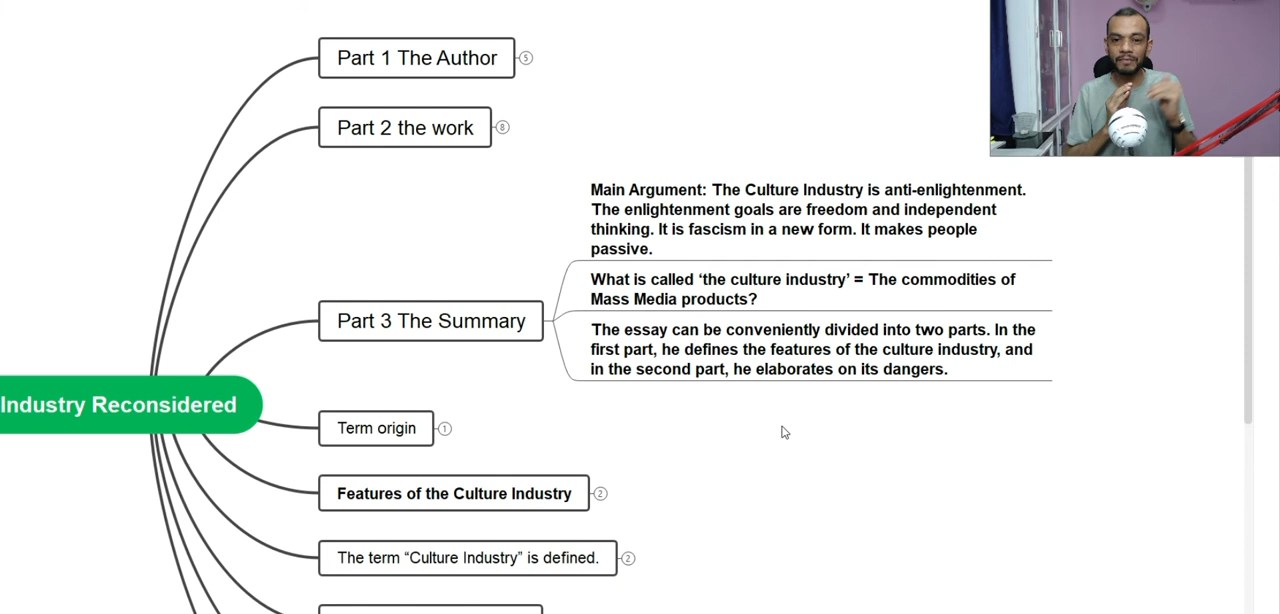 Part 1 The Author
5
Part 2 the work
8
Main Argument: The Culture Industry is anti-enlightenment.
The enlightenment goals are freedom and independent
thinking. It is fascism in a new form. It makes people
passive.
What is called ‘the culture industry’ = The commodities of
Mass Media products?
Part 3 The Summary
The essay can be conveniently divided into two parts. In the
first part, he defines the features of the culture industry, and
in the second part, he elaborates on its dangers.
Industry Reconsidered
Term origin
1
Features of the Culture Industry
2
The term “Culture Industry” is defined.
2